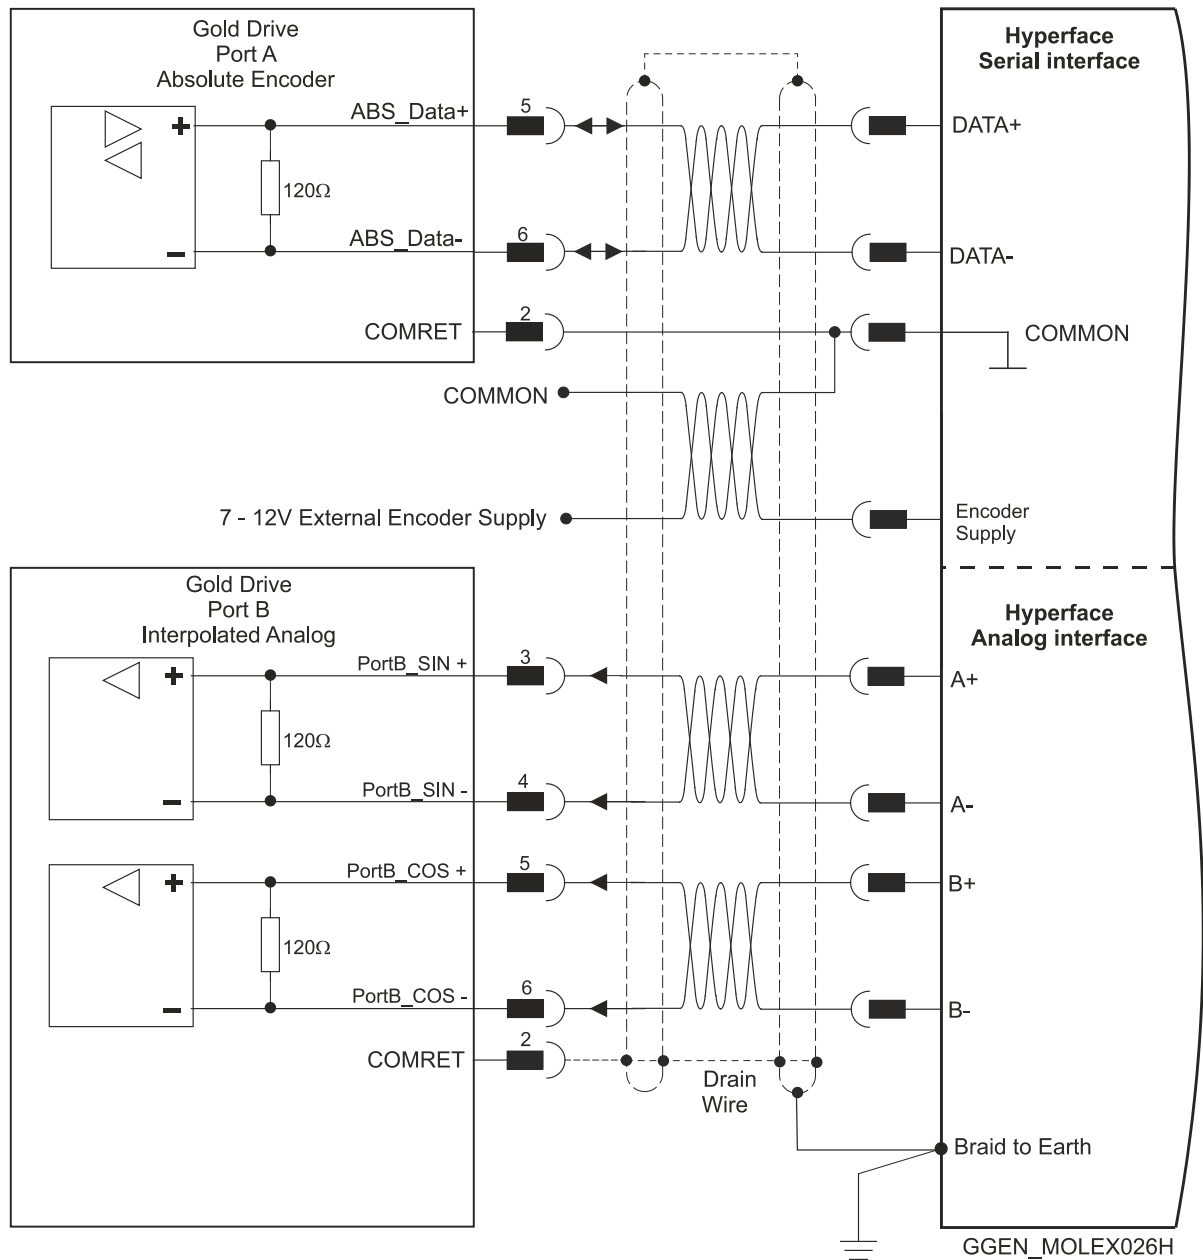 Gold Drive
Port A
Absolute Encoder
Hyperface
Serial interface
+
ABS_Data+
5
DATA+
120Ω
-
ABS_Data-
6
DATA-
COMRET
2
COMMON
COMMON
7 - 12V External Encoder Supply
Encoder
Supply
Gold Drive
Port B
Interpolated Analog
Hyperface
Analog interface
+
PortB_SIN +
3
A+
120Ω
-
PortB_SIN -
4
A-
+
PortB_COS +
5
B+
120Ω
-
PortB_COS -
6
B-
COMRET
2
Drain
Wire
Braid to Earth
GGEN_MOLEX026H